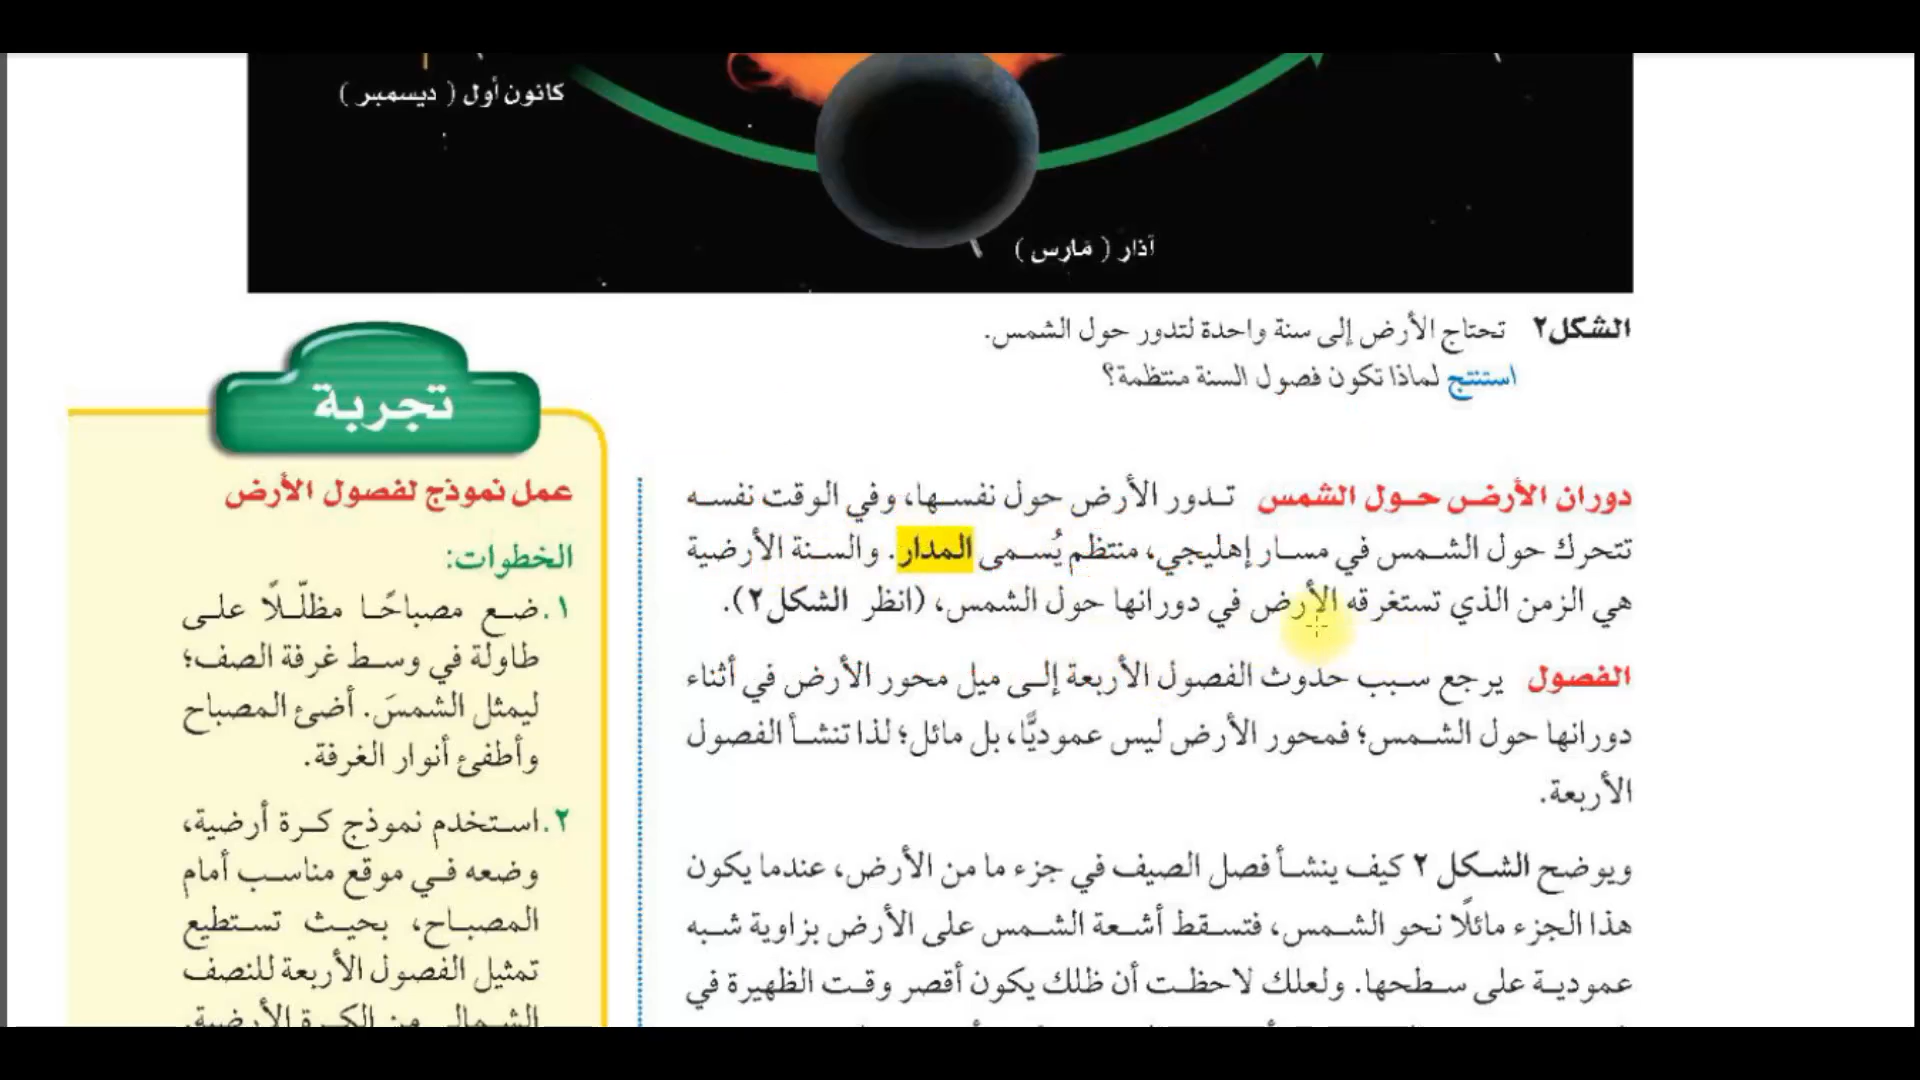 كانون أول ( ديسمبر )
آذار ( مارس )
الشكل٢ تحتاج الأرض إلى سنة واحدة لتدور حول الشمس.
استنتج لماذا تكون فصول السنة منتظمة؟
دوران الأرض حول الشمس تدور الأرض حول نفسها، وفي الوقت نفسه
تتحرك حول الشمس في مسار إهليجي، منتظم يُسمى المدار. والسنة الأرضية
هي الزمن الذي تستغرقه الأرض في دورانها حول الشمس، (انظر الشكل ٢).
الفصول يرجع سبب حدوث الفصول الأربعة إلى ميل محور الأرض في أثناء
دورانها حول الشمس؛ فمحور الأرض ليس عموديًّا، بل مائل؛ لذا تنشأ الفصول
الأربعة.
ويوضح الشكل ٢ كيف ينشأ فصل الصيف في جزء ما من الأرض، عندما يكون
هذا الجزء مائلًا نحو الشمس، فتسقط أشعة الشمس على الأرض بزاوية شبه
عمودية على سطحها. ولعلك لاحظت أن ظلك يكون أقصر وقت الظهيرة في
تجربة
عمل نموذج لفصول الأرض
الخطوات:
١. ضع مصباحًا مظلّلًا على
طاولة في وسط غرفة الصف؛
ليمثل الشمسَ. أضئ المصباح
وأطفئ أنوار الغرفة.
٢. استخدم نموذج كرة أرضية،
وضعه في موقع مناسب أمام
المصباح، بحيث تستطيع
تمثيل الفصول الأربعة للنصف
الشمالي من الكرة الأرضية.